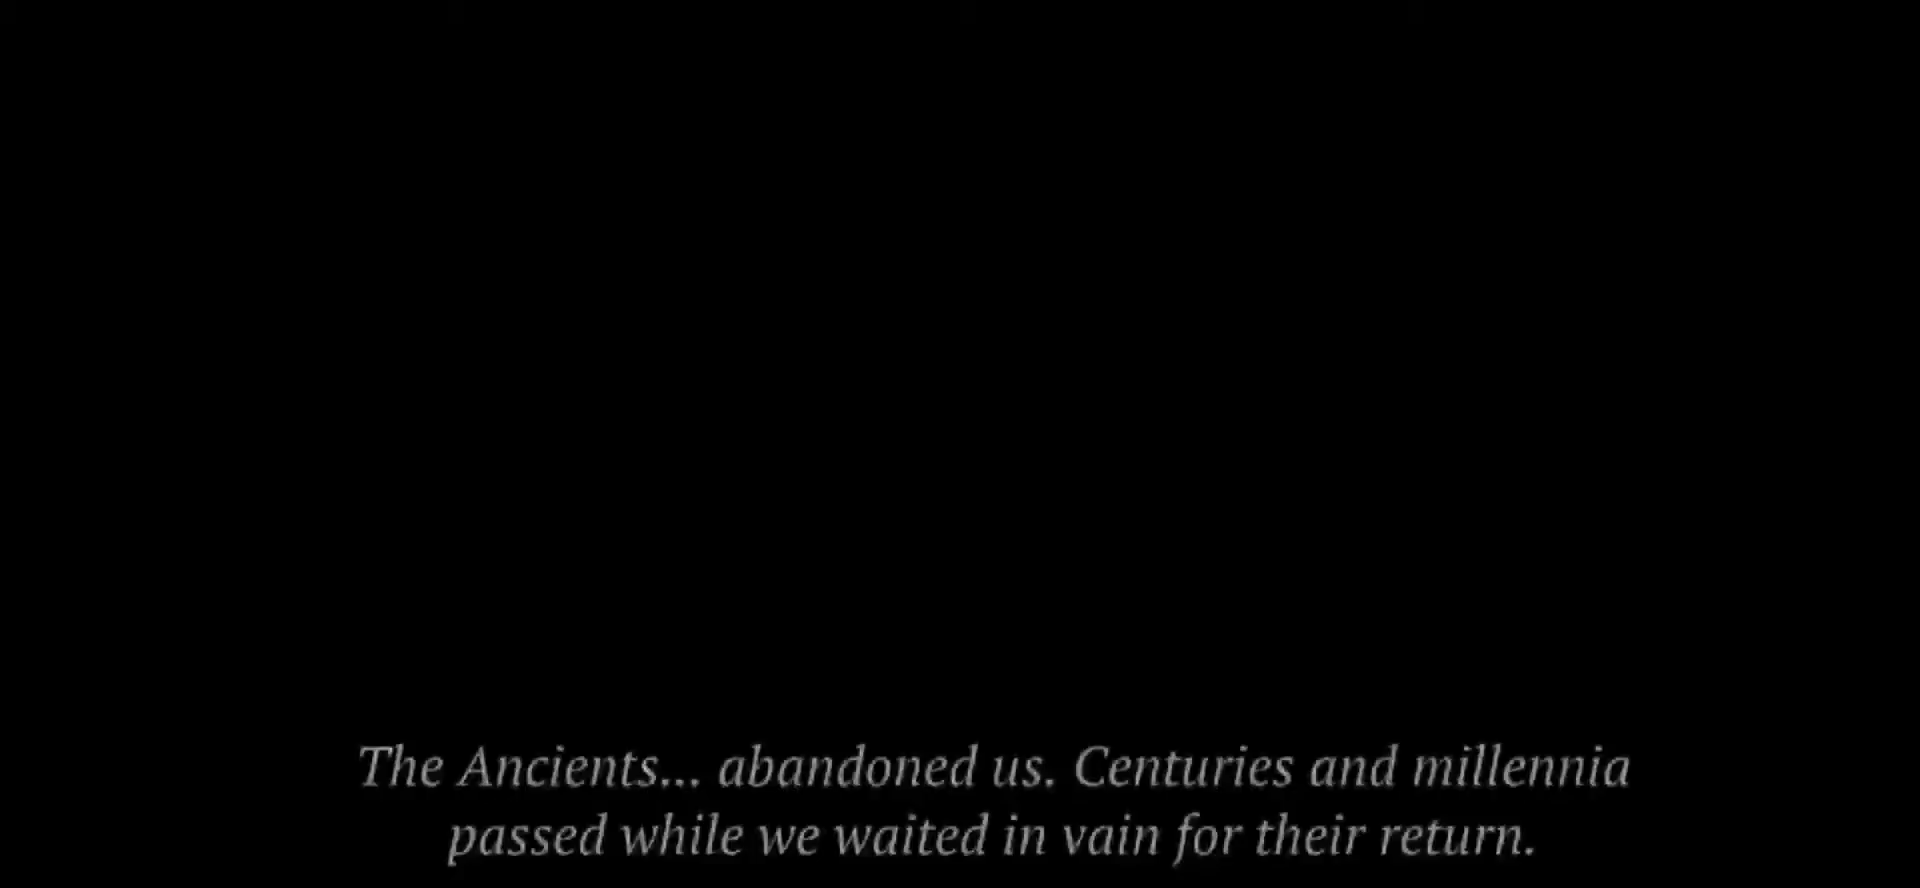 The Ancients... abandoned us. Centuries and millennia
passed while we waited in vain for their return.